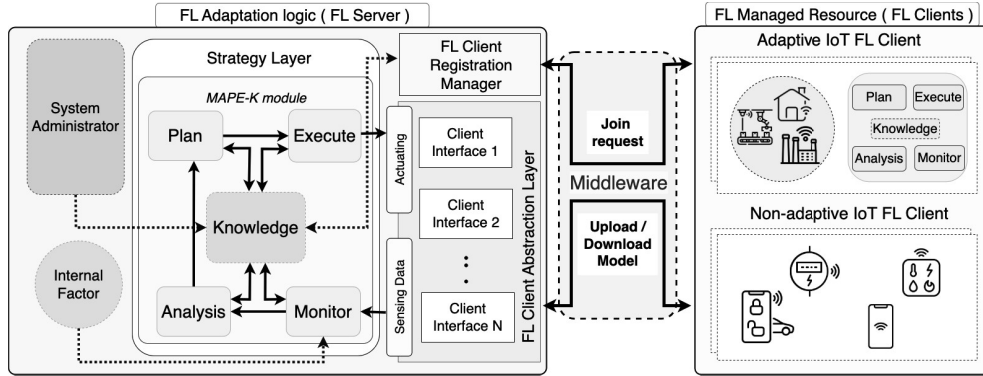 FL Adaptation logic ( FL Server )
System
Administrator
Internal
Factor
Strategy Layer
MAPE-K module
Plan
Execute
Knowledge
Analysis
Monitor
FL Client
Registration
Manager
Actuating
Sensing Data
Client
Interface 1
Client
Interface 2
Client
Interface N
FL Client Abstraction Layer
Join
request
Middleware
Upload /
Download
Model
FL Managed Resource ( FL Clients )
Adaptive IoT FL Client
Plan
Execute
Knowledge
Analysis
Monitor
Non-adaptive IoT FL Client